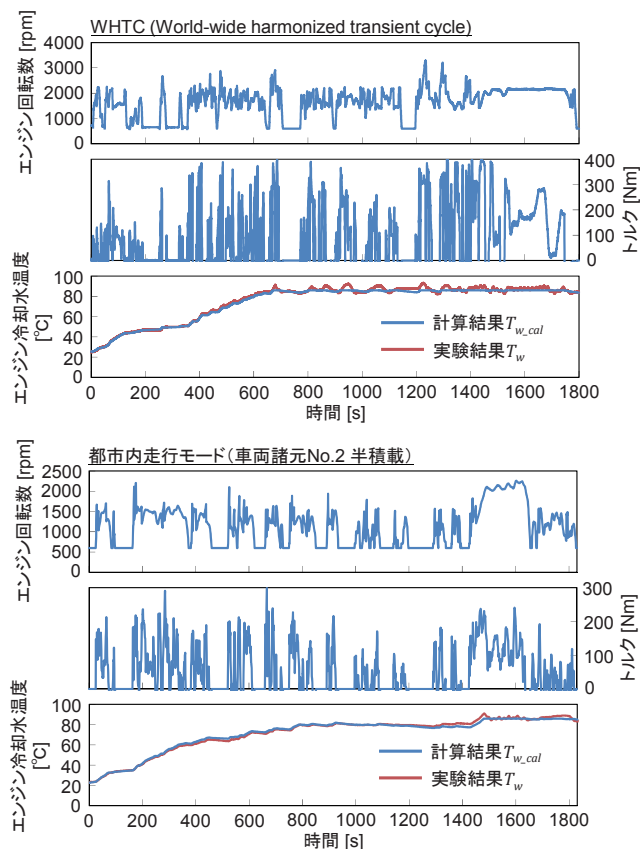 WHTC (World-wide harmonized transient cycle)
エンジン回転数 [rpm]
4000
3000
2000
1000
0
400
300
200
100
0
トルク [Nm]
エンジン冷却水温度
[℃]
100
80
60
40
20
0
計算結果Tw_cal
実験結果Tw
0 200 400 600 800 1000 1200 1400 1600 1800
時間 [s]
都市内走行モード（車両諸元No.2 半積載）
エンジン回転数 [rpm]
2500
2000
1500
1000
500
0
300
200
100
0
トルク [Nm]
エンジン冷却水温度
[℃]
100
80
60
40
20
0
計算結果Tw_cal
実験結果Tw
0 200 400 600 800 1000 1200 1400 1600 1800
時間 [s]